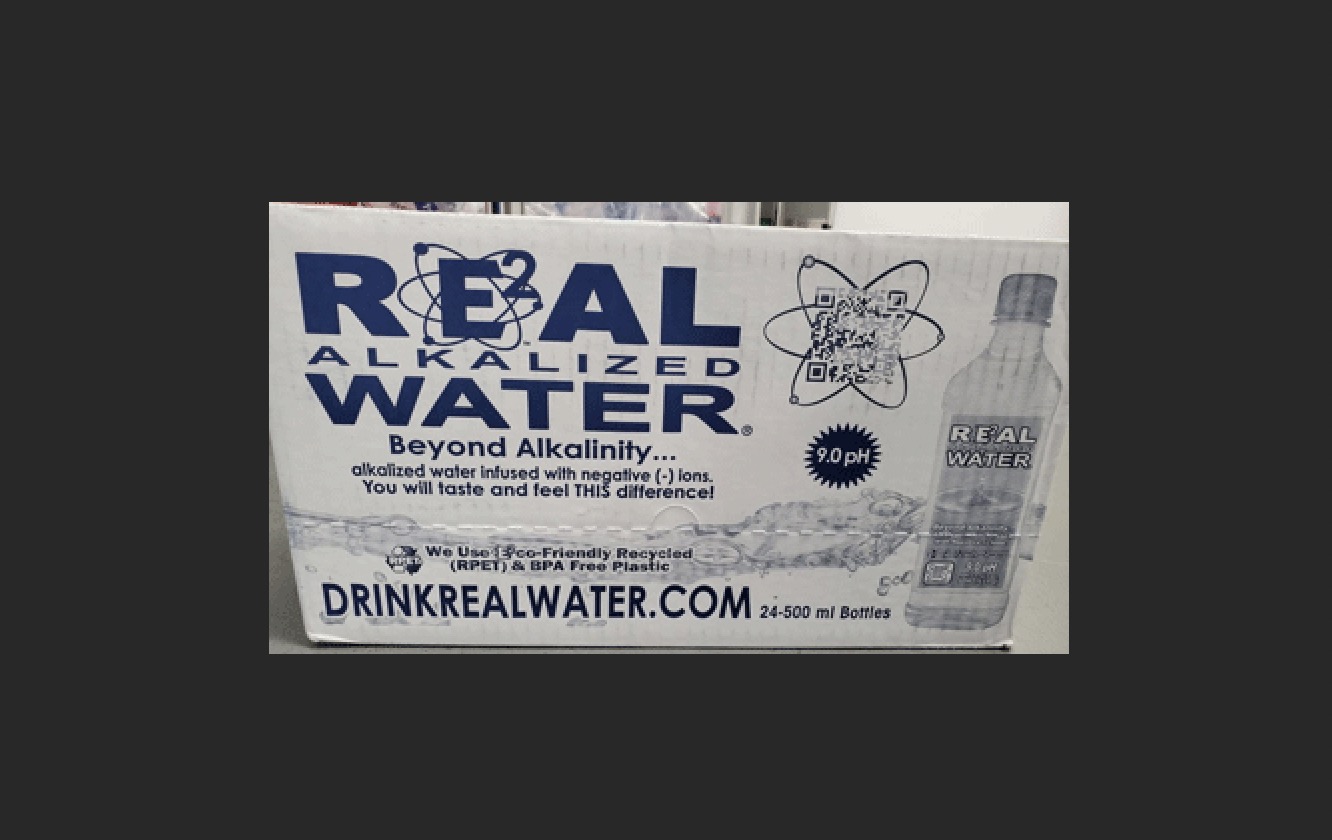 RE²AL
ALKALIZED
WATER®
Beyond Alkalinity...
alkalized water infused with negative (-) ions.
You will taste and feel THIS difference!
9.0 pH
RE²AL
WATER
We Use Eco-Friendly Recycled
(RPET) & BPA Free Plastic
DRINKREALWATER.COM 24-500 ml Bottles